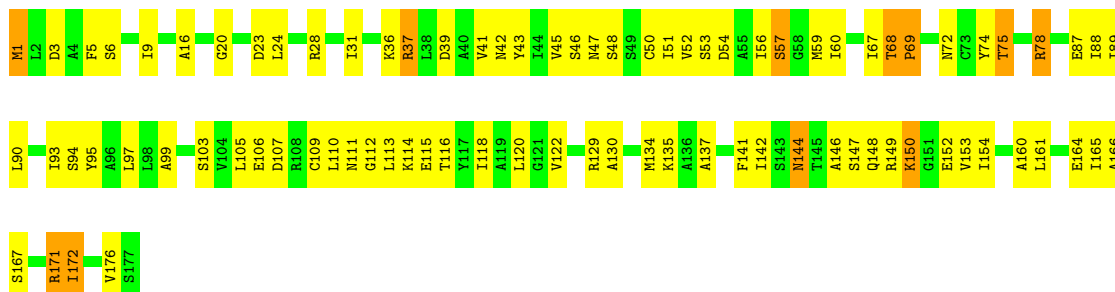 M1 L2 D3 A4 F5 S6 I9 A16 G20 D23 L24 R28 I31 K36 R37 L38 D39 A40 V41 N42 Y43 I44 V45 S46 N47 S48 S49 C50 I51 V52 S53 D54 A55 I56 S57 G58 M59 I60 I67 T68 P69 N72 C73 Y74 T75 R78 E87 I88 I89
L90 I93 S94 Y95 A96 L97 L98 A99 S103 V104 L105 E106 D107 R108 C109 L110 N111 G112 L113 K114 E115 T116 Y117 I118 A119 L120 G121 V122 R129 A130 M134 K135 A136 A137 F141 I142 S143 N144 T145 A146 S147 Q148 R149 K150 G151 E152 V153 I154 A160 L161 E164 I165 A166
S167 R171 I172 V176 S177